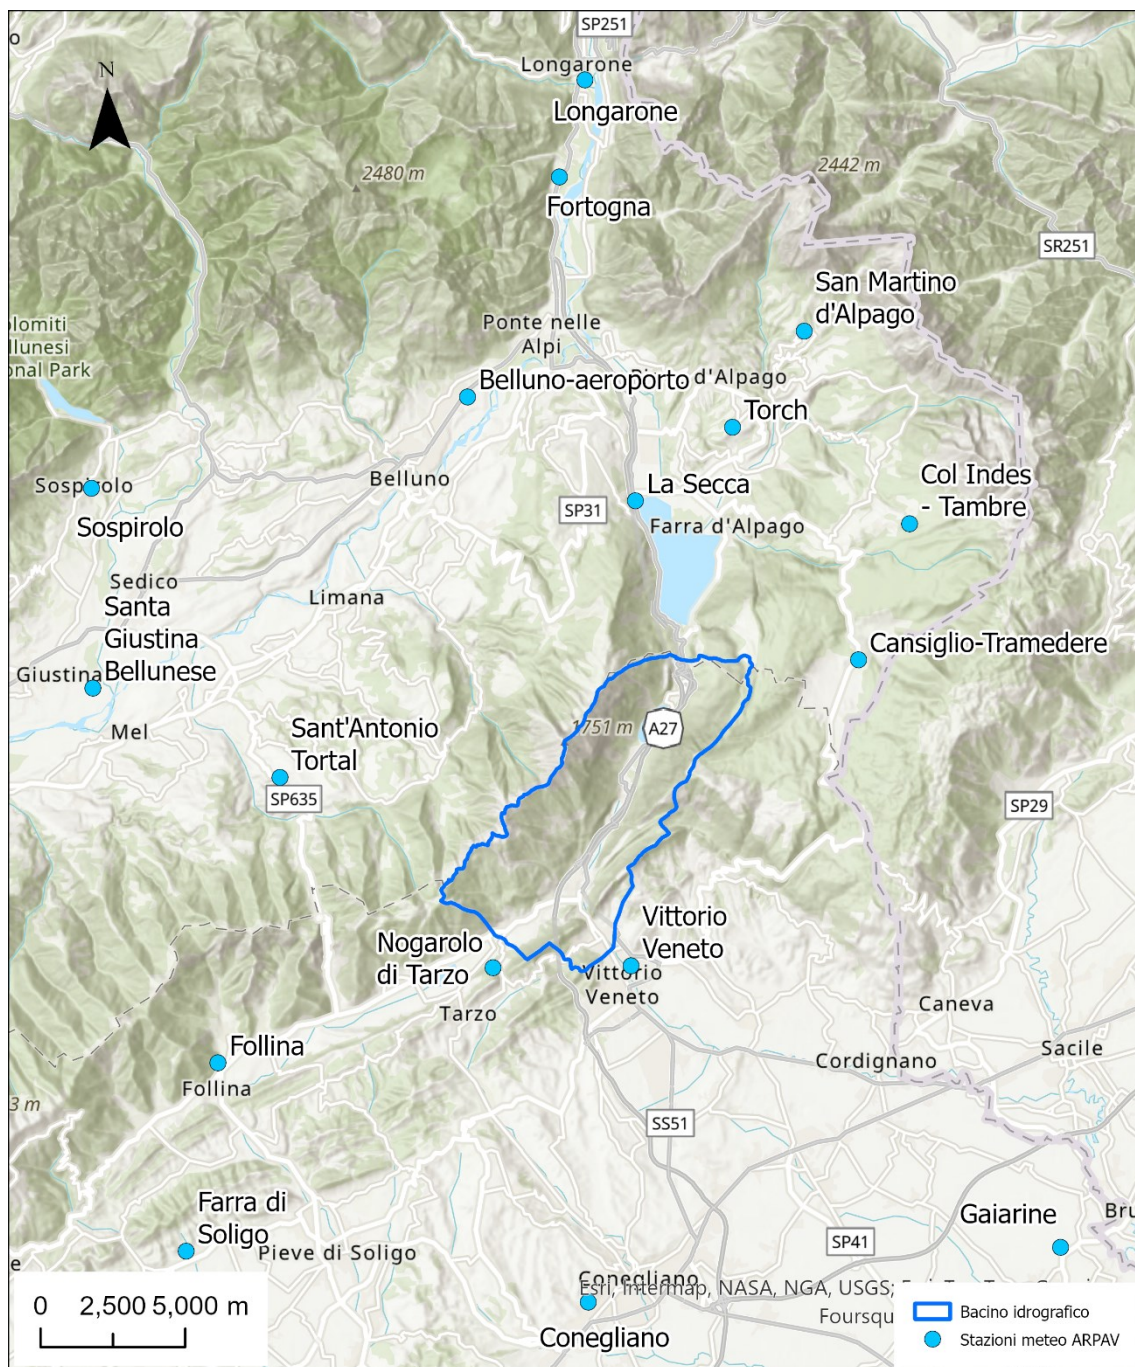 SP251
Longarone
Longarone
N
2480 m
2442 m
Fortogna
SR251
San Martino
d'Alpago
Ponte nelle
Alpi
olomiti
llunesi
onal Park
Belluno-aeroporto
d'Alpago
Torch
Belluno
Sospirolo
La Secca
Col Indes
- Tambre
SP31
Farra d'Alpago
Sospirolo
Sedico
Limana
Santa
Giustina
Bellunese
Giustina
Cansiglio-Tramedere
1751 m
A27
Mel
Sant'Antonio
Tortal
SP635
SP29
Vittorio
Veneto
Nogarolo
di Tarzo
Vittorio
Veneto
Tarzo
Caneva
Follina
Follina
Cordignano
Sacile
3 m
SS51
Farra di
Soligo
Pieve di Soligo
Gaiarine
Bru
SP41
e
Conegliano
Esri, Intermap, NASA, NGA, USGS;
Foursqu
Conegliano
0 2,500 5,000 m
Bacino idrografico
Stazioni meteo ARPAV